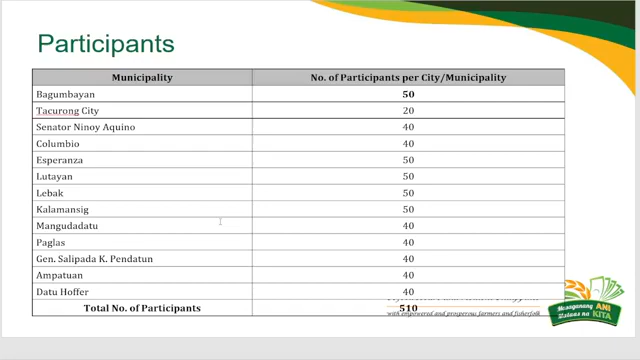 Participants
Municipality No. of Participants per City/Municipality
Bagumbayan 50
Tacurong City 20
Senator Ninoy Aquino 40
Columbio 40
Esperanza 50
Lutayan 50
Lebak 50
Kalamansig 50
Mangudadatu 40
Paglas 40
Gen. Salipada K. Pendatun 40
Ampatuan 40
Datu Hoffer 40
Total No. of Participants 510
with empowered and prosperous farmers and fisherfolk
Masaganang ANI
Mataas na KITA